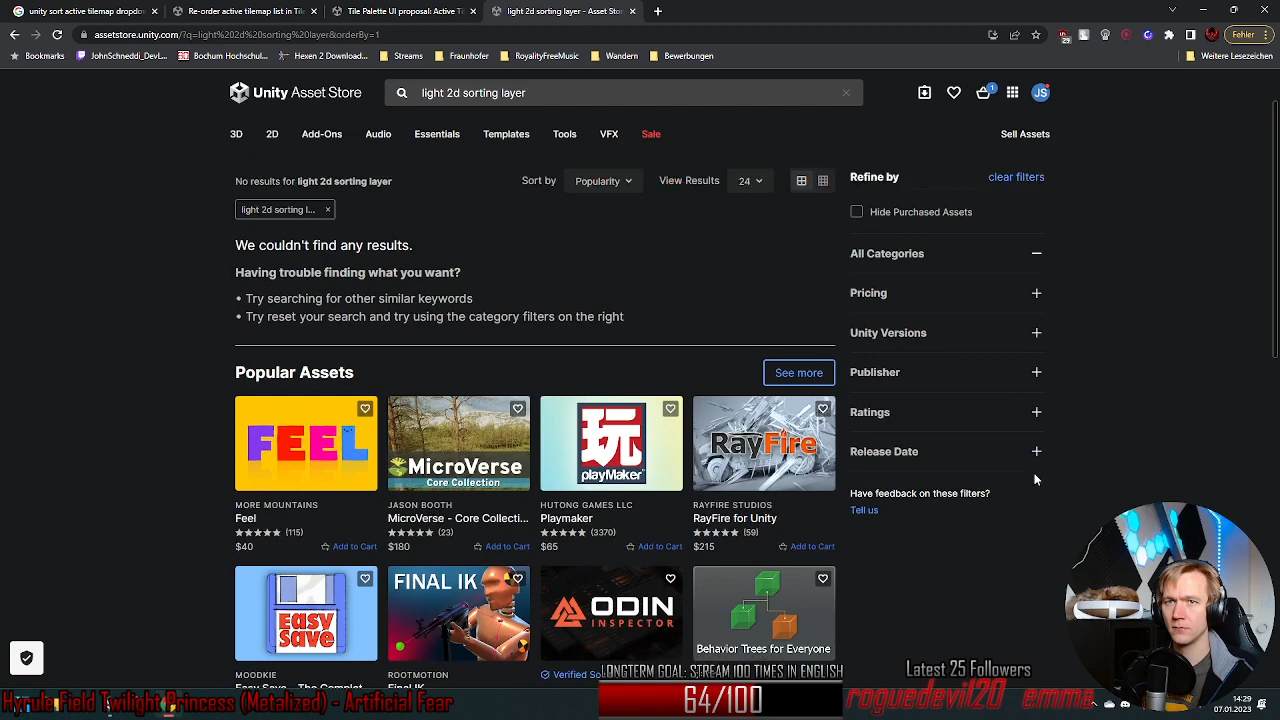 unity sort active tilemap dropdo
Re-order active tilemap list in Tile
Tile Palette UI proposal: Active Ti
light 2d sorting layer - Asset Stor
assetstore.unity.com/?q=light%202d%20sorting%20layer&orderBy=1
Fehler
Bookmarks
JohnSchneddi_DevL...
Bochum Hochschul...
Hexen 2 Download...
Streams
Fraunhofer
RoyaltyFreeMusic
Wandern
Bewerbungen
Weitere Lesezeichen
Unity Asset Store
light 2d sorting layer
1
JS
3D 2D Add-Ons Audio Essentials Templates Tools VFX Sale
Sell Assets
No results for light 2d sorting layer
Sort by Popularity
View Results 24
light 2d sorting l... ×
We couldn't find any results.
Having trouble finding what you want?
• Try searching for other similar keywords
• Try reset your search and try using the category filters on the right
Refine by clear filters
Hide Purchased Assets
All Categories
Pricing
Unity Versions
Publisher
Ratings
Release Date
Have feedback on these filters?
Tell us
Popular Assets
See more
FEEL
MicroVerse
Core Collection
玩
playMaker
RAYFIRE
MORE MOUNTAINS
Feel
(115)
$40 Add to Cart
JASON BOOTH
MicroVerse - Core Collecti...
(23)
$180 Add to Cart
HUTONG GAMES LLC
Playmaker
(3370)
$65 Add to Cart
RAYFIRE STUDIOS
RayFire for Unity
(59)
$215 Add to Cart
EASY Save
FINAL IK
ODIN
INSPECTOR
Behavior Trees for Everyone
MOODKIE
ROOTMOTION
Verified So
LONGTERM GOAL: STREAM 100 TIMES IN ENGLISH
64/100
Latest 25 Followers
roguedevil20 emma
Hyrule Field Twilight Princess (Metalized) - Artificial Fear
14:29
07.01.2023